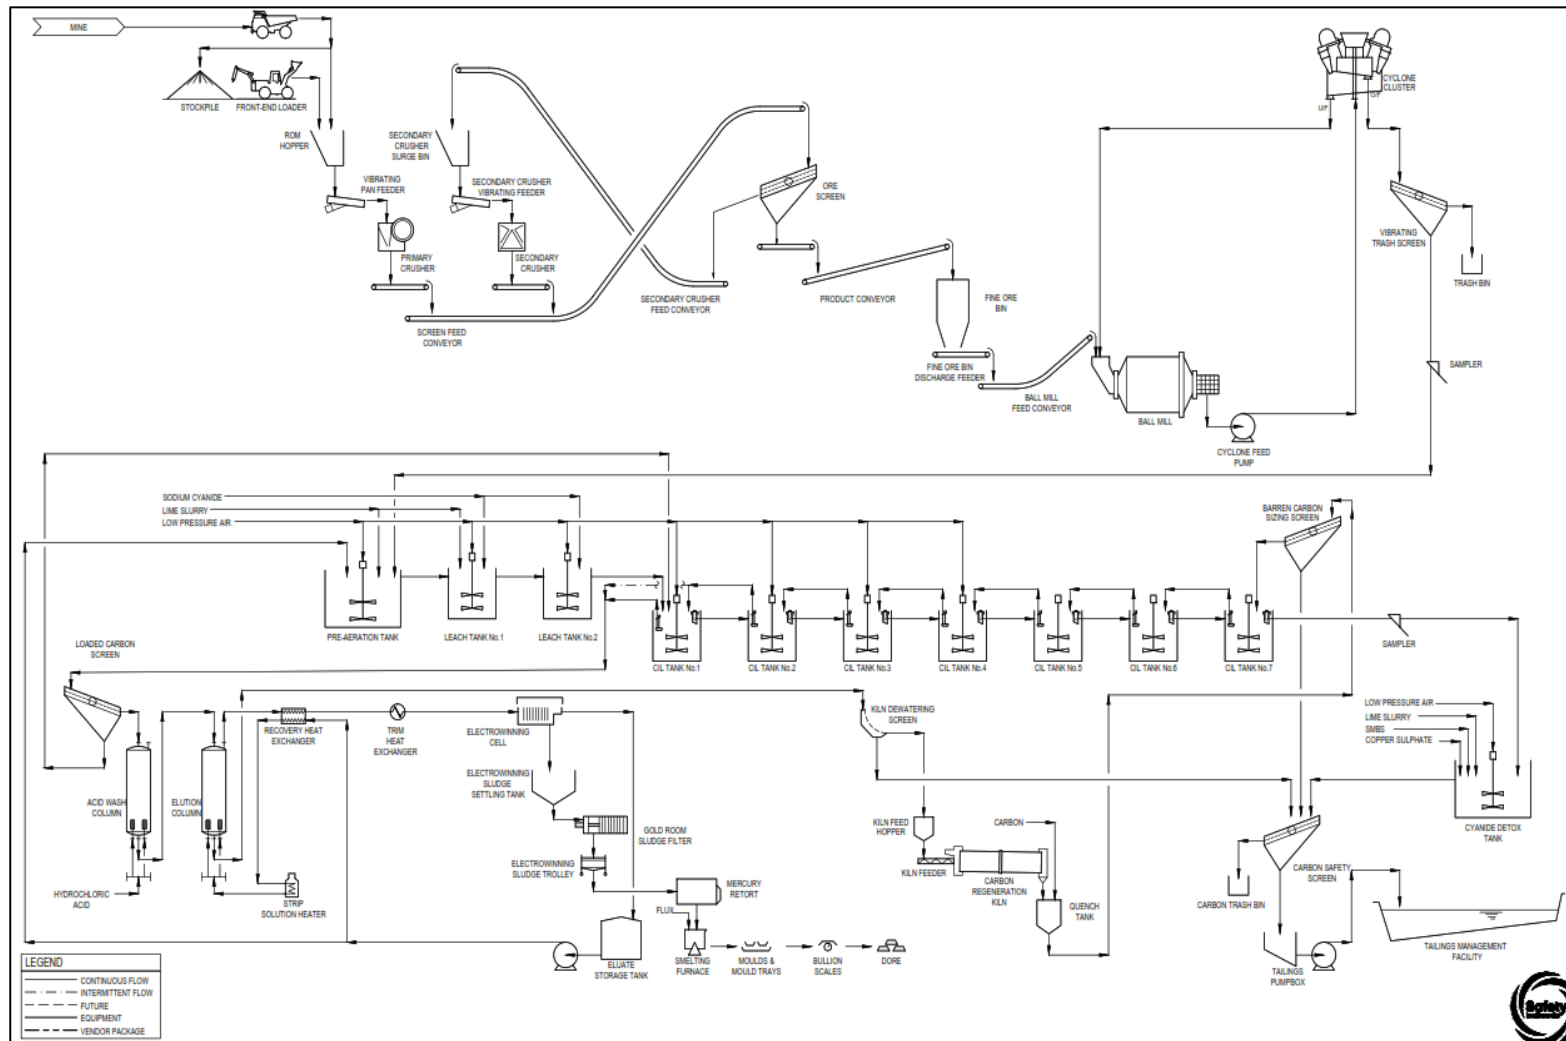 MINE
STOCKPILE
FRONT-END LOADER
ROM
HOPPER
VIBRATING
PAN FEEDER
PRIMARY
CRUSHER
SECONDARY
CRUSHER
SURGE BIN
SECONDARY CRUSHER
VIBRATING FEEDER
SECONDARY
CRUSHER
SCREEN FEED
CONVEYOR
SECONDARY CRUSHER
FEED CONVEYOR
ORE
SCREEN
PRODUCT CONVEYOR
FINE ORE
BIN
FINE ORE BIN
DISCHARGE FEEDER
BALL MILL
FEED CONVEYOR
BALL MILL
CYCLONE FEED
PUMP
CYCLONE
CLUSTER
U/F
O/F
VIBRATING
TRASH SCREEN
TRASH BIN
SAMPLER
SODIUM CYANIDE
LIME SLURRY
LOW PRESSURE AIR
PRE-AERATION TANK
LEACH TANK No.1
LEACH TANK No.2
CIL TANK No.1
CIL TANK No.2
CIL TANK No.3
CIL TANK No.4
CIL TANK No.5
CIL TANK No.6
CIL TANK No.7
BARREN CARBON
SIZING SCREEN
SAMPLER
LOADED CARBON
SCREEN
ACID WASH
COLUMN
ELUTION
COLUMN
HYDROCHLORIC
ACID
RECOVERY HEAT
EXCHANGER
STRIP
SOLUTION HEATER
TRIM
HEAT
EXCHANGER
ELECTROWINNING
CELL
ELECTROWINNING
SLUDGE
SETTLING TANK
GOLD ROOM
SLUDGE FILTER
ELECTROWINNING
SLUDGE TROLLEY
MERCURY
RETORT
FLUX
ELUATE
STORAGE TANK
SMELTING
FURNACE
MOULDS &
MOULD TRAYS
BULLION
SCALES
DORE
KILN DEWATERING
SCREEN
KILN FEED
HOPPER
KILN FEEDER
CARBON
CARBON
REGENERATION
KILN
QUENCH
TANK
LOW PRESSURE AIR
LIME SLURRY
SMBS
COPPER SULPHATE
CYANIDE DETOX
TANK
CARBON SAFETY
SCREEN
CARBON TRASH BIN
TAILINGS
PUMPBOX
TAILINGS MANAGEMENT
FACILITY
LEGEND
CONTINUOUS FLOW
INTERMITTENT FLOW
FUTURE
EQUIPMENT
VENDOR PACKAGE
Safety